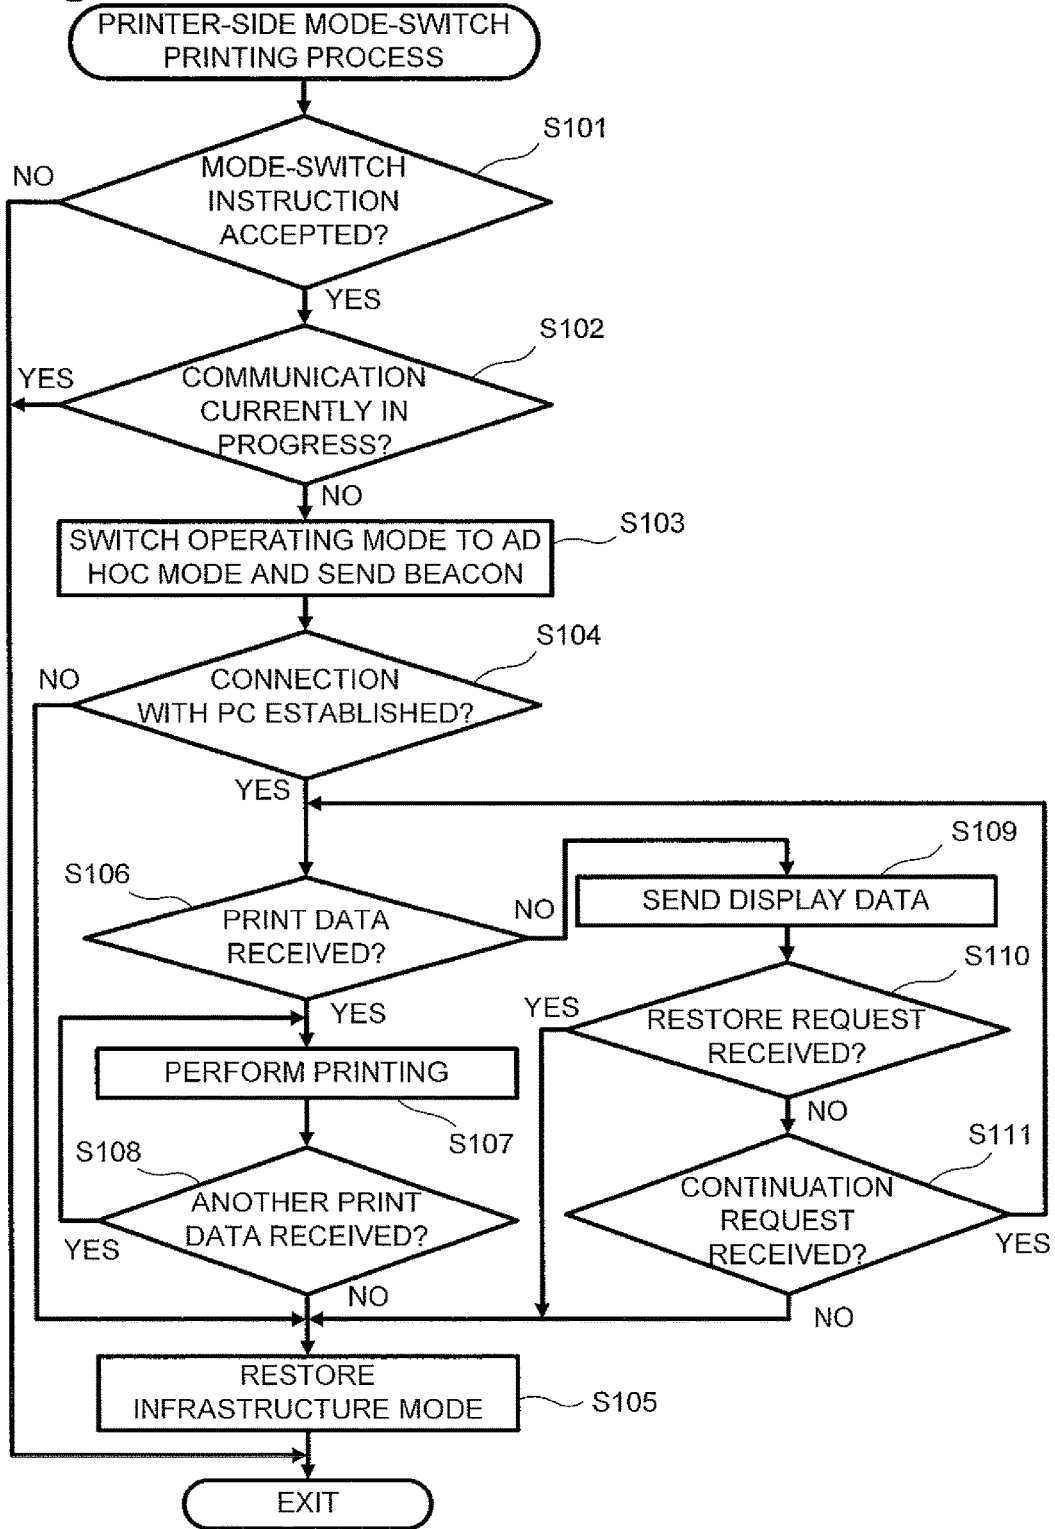 PRINTER-SIDE MODE-SWITCH
PRINTING PROCESS
S101
MODE-SWITCH
INSTRUCTION
ACCEPTED?
NO
YES
S102
COMMUNICATION
CURRENTLY IN
PROGRESS?
YES
NO
S103
SWITCH OPERATING MODE TO AD
HOC MODE AND SEND BEACON
S104
CONNECTION
WITH PC ESTABLISHED?
NO
YES
S106
PRINT DATA
RECEIVED?
NO
YES
S109
SEND DISPLAY DATA
S110
RESTORE REQUEST
RECEIVED?
YES
NO
PERFORM PRINTING
S107
S108
ANOTHER PRINT
DATA RECEIVED?
YES
NO
S111
CONTINUATION
REQUEST
RECEIVED?
YES
NO
RESTORE
INFRASTRUCTURE MODE
S105
EXIT